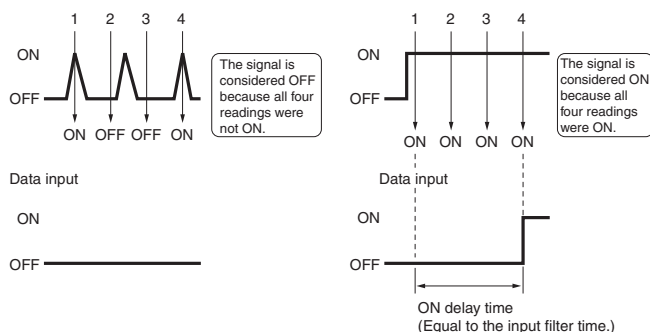 1 2 3 4
ON
OFF
The signal is
considered OFF
because all four
readings were
not ON.
ON OFF OFF ON
Data input
ON
OFF
1 2 3 4
ON
OFF
The signal is
considered ON
because all
four readings
were ON.
ON ON ON ON
Data input
ON
OFF
ON delay time
(Equal to the input filter time.)